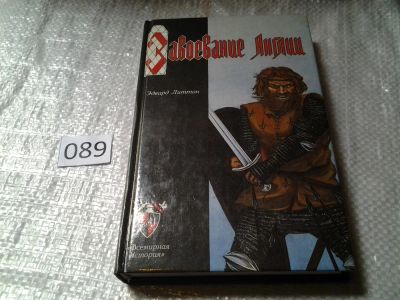 Завоевание Англии
Эдвард Литтон
089
«Всемирная
история»